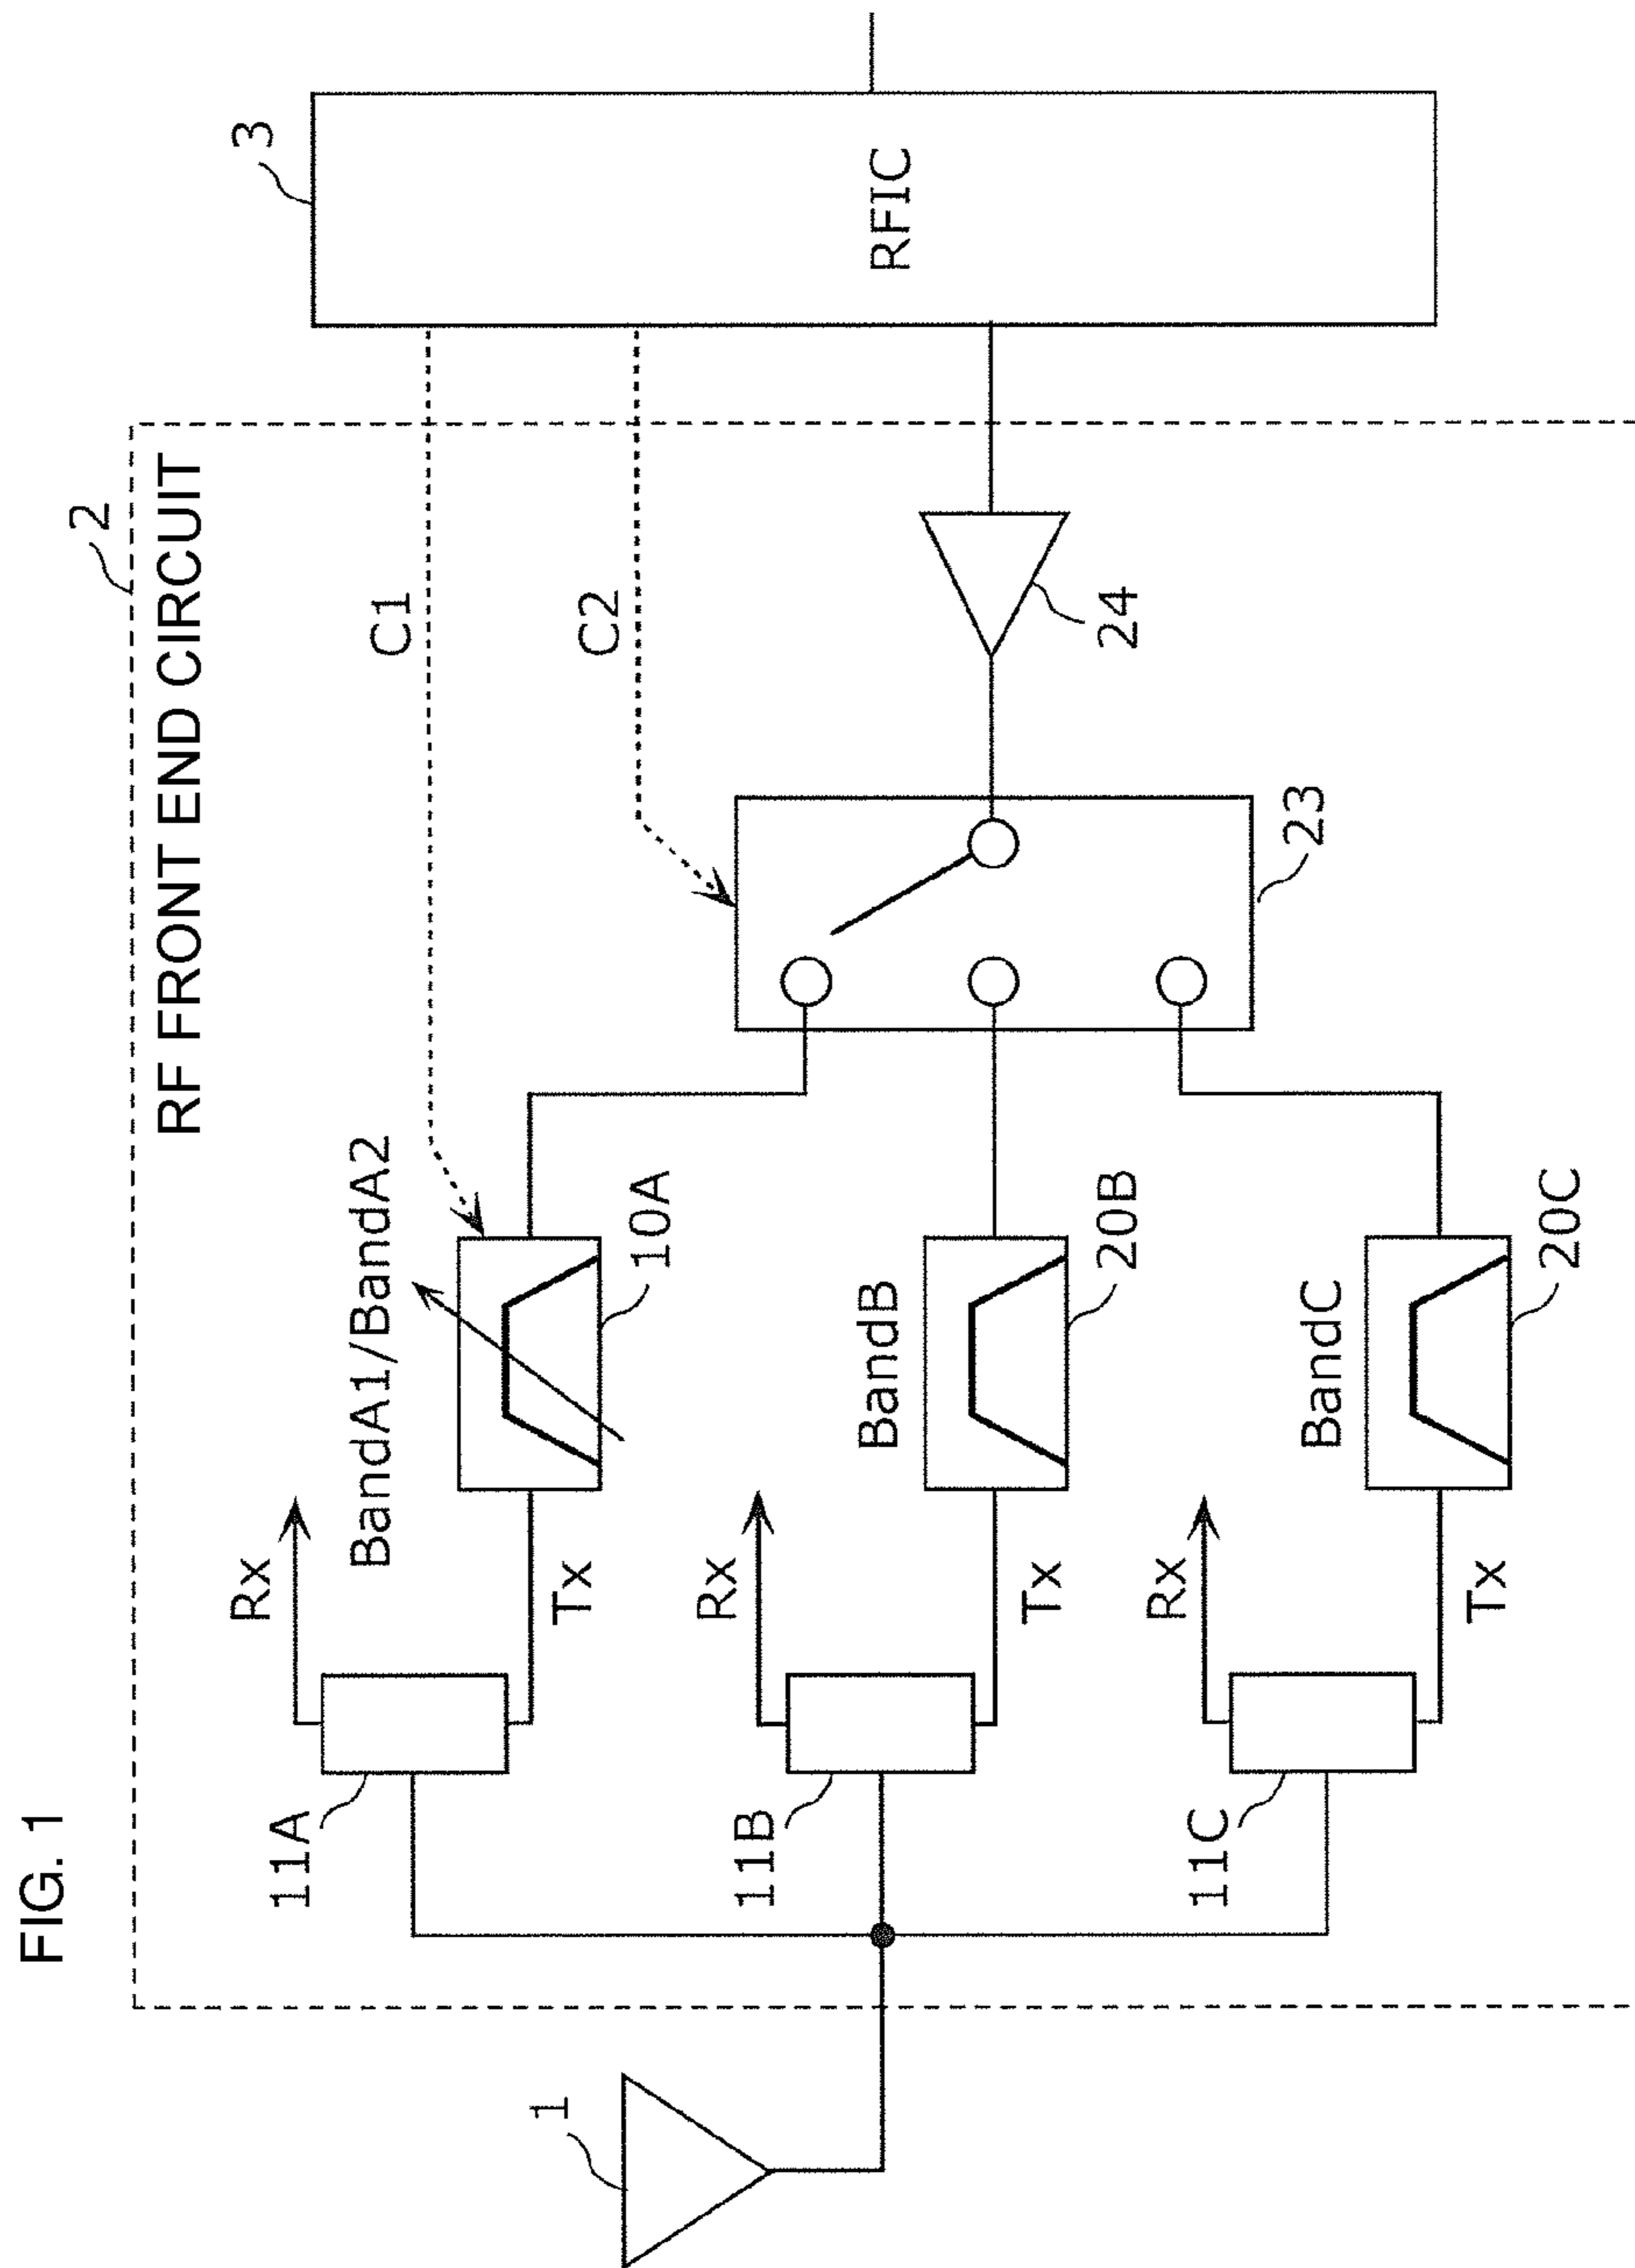 FIG. 1
2
RF FRONT END CIRCUIT
3
RFIC
C1
C2
BandA1/BandA2
10A
Rx
Tx
11A
1
BandB
20B
Rx
Tx
11B
23
24
BandC
20C
Rx
Tx
11C